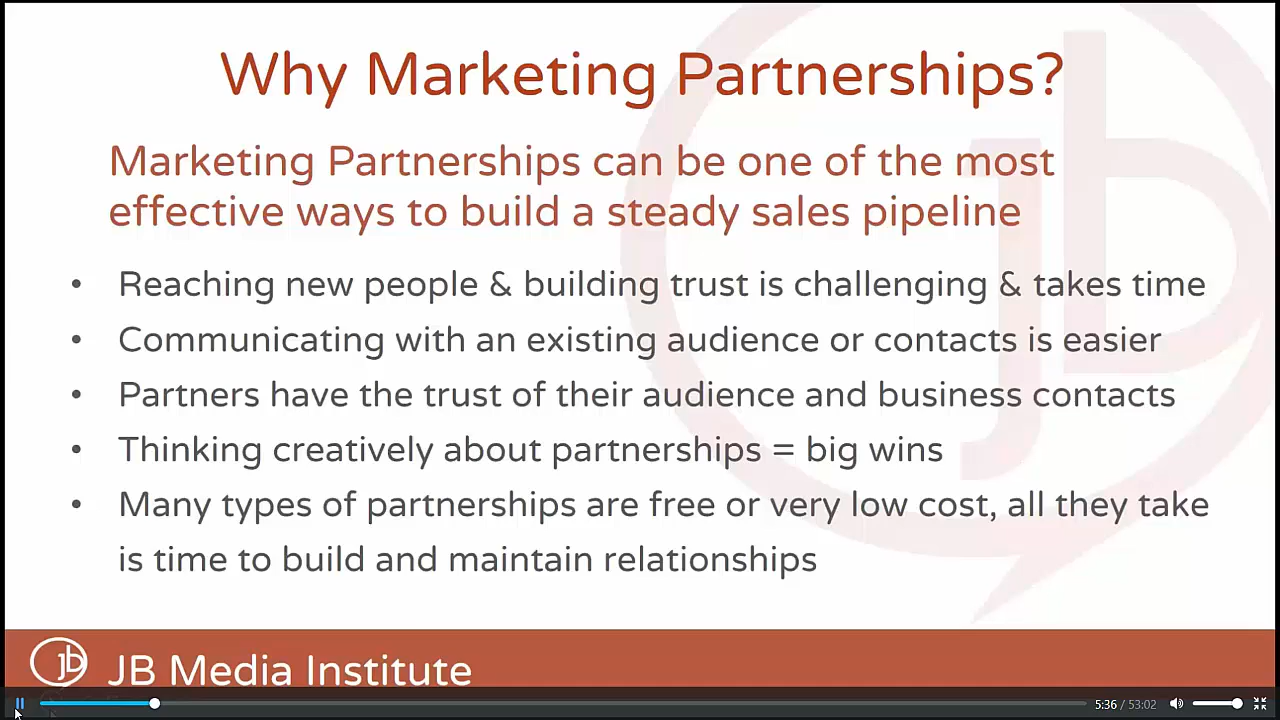 Why Marketing Partnerships?
Marketing Partnerships can be one of the most
effective ways to build a steady sales pipeline
• Reaching new people & building trust is challenging & takes time
• Communicating with an existing audience or contacts is easier
• Partners have the trust of their audience and business contacts
• Thinking creatively about partnerships = big wins
• Many types of partnerships are free or very low cost, all they take
is time to build and maintain relationships
jb JB Media Institute
5:36 / 53:02